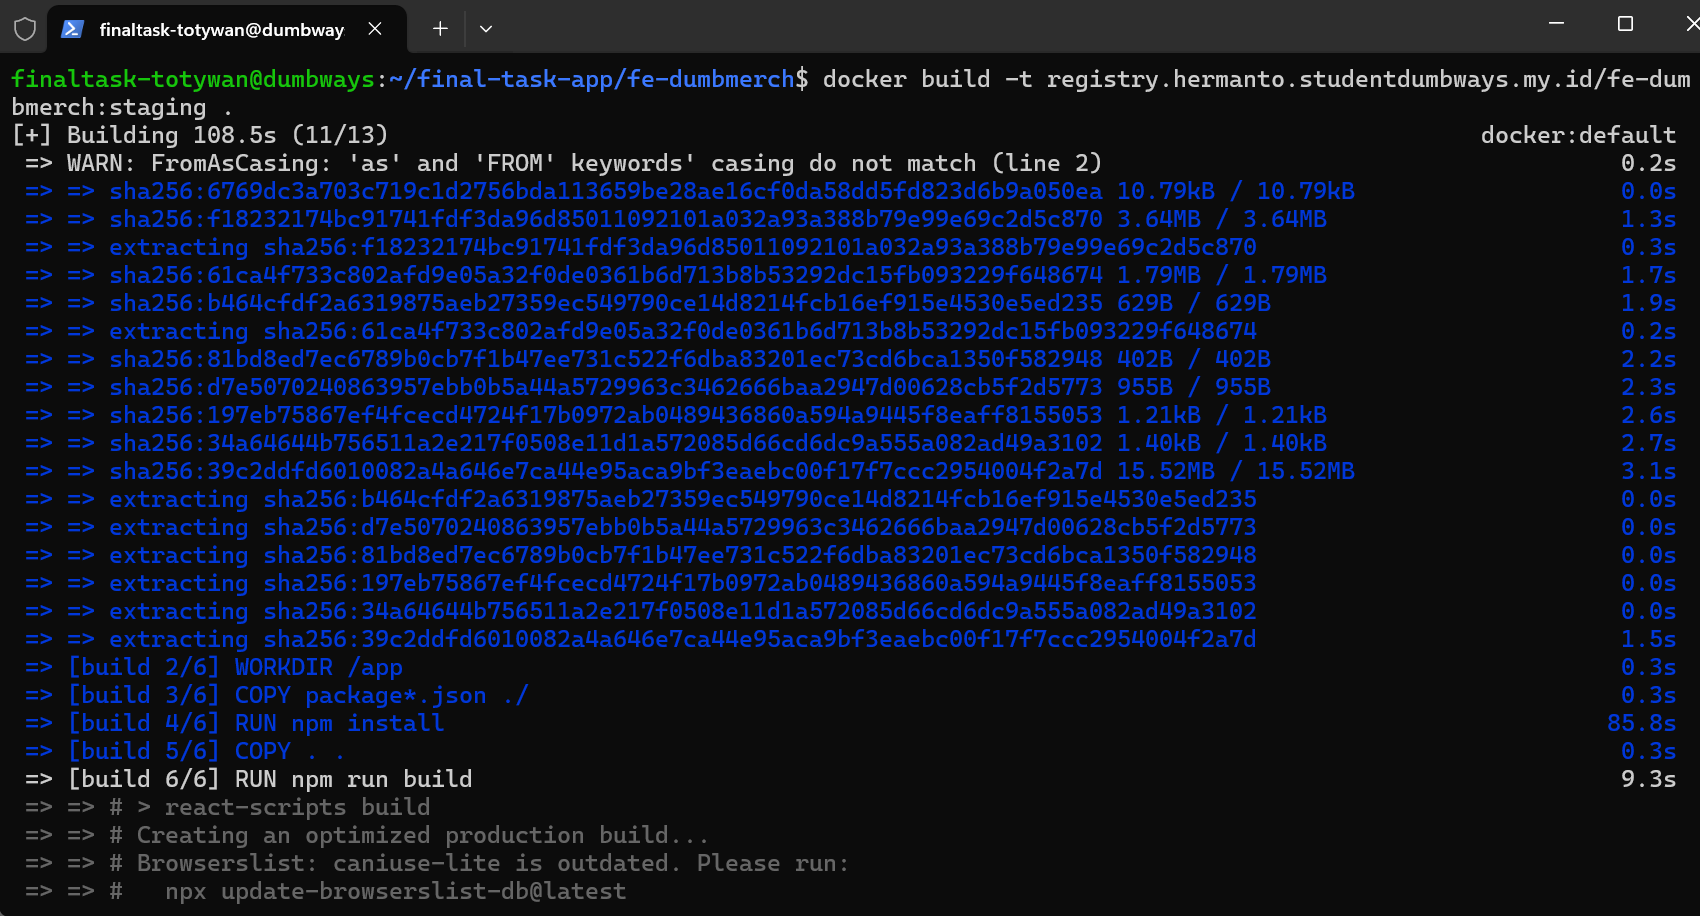 finaltask-totywan@dumbway
finaltask-totywan@dumbways:~/final-task-app/fe-dumbmerch$ docker build -t registry.hermanto.studentdumbways.my.id/fe-dum
bmerch:staging .
[+] Building 108.5s (11/13) docker:default
=> WARN: FromAsCasing: 'as' and 'FROM' keywords' casing do not match (line 2) 0.2s
=> => sha256:6769dc3a703c719c1d2756bda113659be28ae16cf0da58dd5fd823d6b9a050ea 10.79kB / 10.79kB 0.0s
=> => sha256:f18232174bc91741fdf3da96d85011092101a032a93a388b79e99e69c2d5c870 3.64MB / 3.64MB 1.3s
=> => extracting sha256:f18232174bc91741fdf3da96d85011092101a032a93a388b79e99e69c2d5c870 0.3s
=> => sha256:61ca4f733c802afd9e05a32f0de0361b6d713b8b53292dc15fb093229f648674 1.79MB / 1.79MB 1.7s
=> => sha256:b464cfdf2a6319875aeb27359ec549790ce14d8214fcb16ef915e4530e5ed235 629B / 629B 1.9s
=> => extracting sha256:61ca4f733c802afd9e05a32f0de0361b6d713b8b53292dc15fb093229f648674 0.2s
=> => sha256:81bd8ed7ec6789b0cb7f1b47ee731c522f6dba83201ec73cd6bca1350f582948 402B / 402B 2.2s
=> => sha256:d7e5070240863957ebb0b5a44a5729963c3462666baa2947d00628cb5f2d5773 955B / 955B 2.3s
=> => sha256:197eb75867ef4fcecd4724f17b0972ab0489436860a594a9445f8eaff8155053 1.21kB / 1.21kB 2.6s
=> => sha256:34a64644b756511a2e217f0508e11d1a572085d66cd6dc9a555a082ad49a3102 1.40kB / 1.40kB 2.7s
=> => sha256:39c2ddfd6010082a4a646e7ca44e95aca9bf3eaebc00f17f7ccc2954004f2a7d 15.52MB / 15.52MB 3.1s
=> => extracting sha256:b464cfdf2a6319875aeb27359ec549790ce14d8214fcb16ef915e4530e5ed235 0.0s
=> => extracting sha256:d7e5070240863957ebb0b5a44a5729963c3462666baa2947d00628cb5f2d5773 0.0s
=> => extracting sha256:81bd8ed7ec6789b0cb7f1b47ee731c522f6dba83201ec73cd6bca1350f582948 0.0s
=> => extracting sha256:197eb75867ef4fcecd4724f17b0972ab0489436860a594a9445f8eaff8155053 0.0s
=> => extracting sha256:34a64644b756511a2e217f0508e11d1a572085d66cd6dc9a555a082ad49a3102 0.0s
=> => extracting sha256:39c2ddfd6010082a4a646e7ca44e95aca9bf3eaebc00f17f7ccc2954004f2a7d 1.5s
=> [build 2/6] WORKDIR /app 0.3s
=> [build 3/6] COPY package*.json ./ 0.3s
=> [build 4/6] RUN npm install 85.8s
=> [build 5/6] COPY . . 0.3s
=> [build 6/6] RUN npm run build 9.3s
=> => # > react-scripts build
=> => # Creating an optimized production build...
=> => # Browserslist: caniuse-lite is outdated. Please run:
=> => #   npx update-browserslist-db@latest